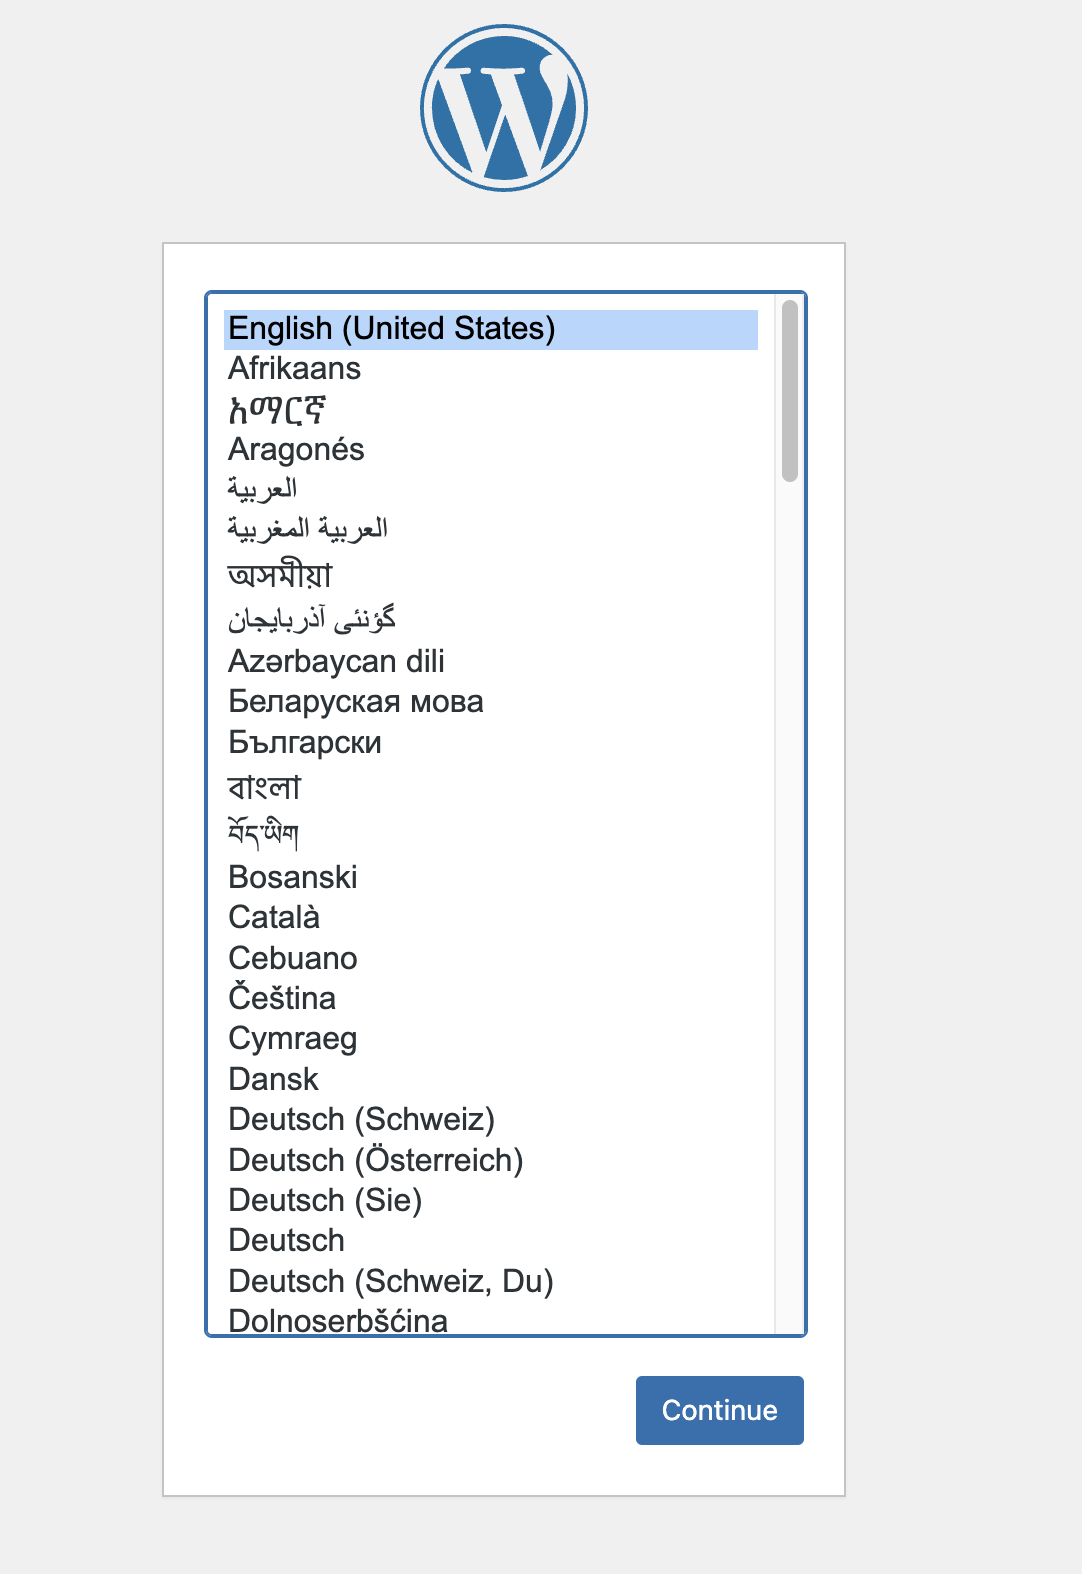 English (United States)
Afrikaans
አማርኛ
Aragonés
العربية
العربية المغربية
অসমীয়া
گؤنئی آذربایجان
Azərbaycan dili
Беларуская мова
Български
বাংলা
བོད་ཡིག
Bosanski
Català
Cebuano
Čeština
Cymraeg
Dansk
Deutsch (Schweiz)
Deutsch (Österreich)
Deutsch (Sie)
Deutsch
Deutsch (Schweiz, Du)
Dolnoserbšćina
Continue